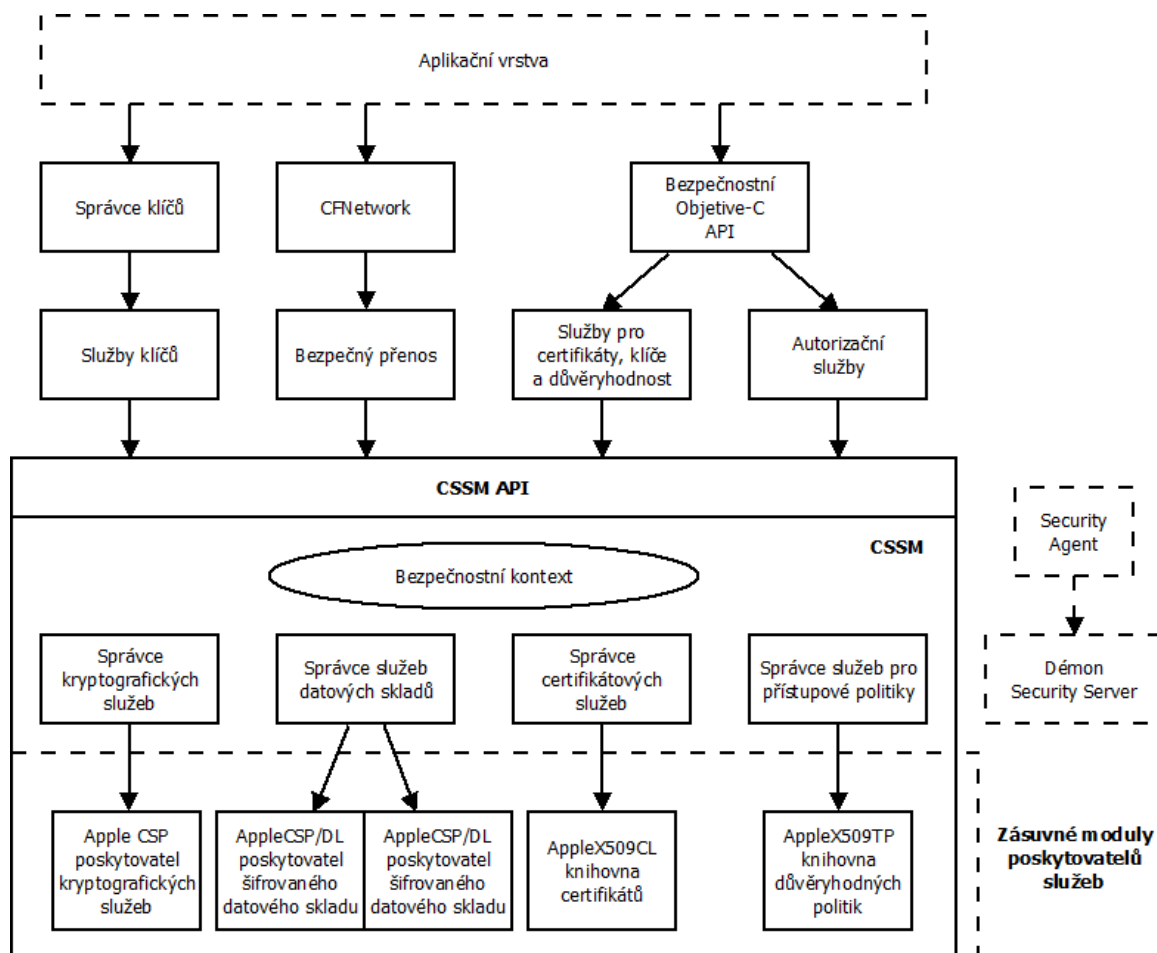 Aplikační vrstva
Správce klíčů
CFNetwork
Bezpečnostní
Objetive-C
API
Služby klíčů
Bezpečný přenos
Služby pro
certifikáty, klíče
a důvěryhodnost
Autorizační
služby
CSSM API
CSSM
Security
Agent
Bezpečnostní kontext
Správce
kryptografických
služeb
Správce služeb
datových skladů
Správce
certifikátových
služeb
Správce služeb pro
přístupové politiky
Démon
Security Server
Apple CSP
poskytovatel
kryptografických
služeb
AppleCSP/DL
poskytovatel
šifrovaného
datového skladu
AppleCSP/DL
poskytovatel
šifrovaného
datového skladu
AppleX509CL
knihovna
certifikátů
AppleX509TP
knihovna
důvěryhodných
politik
Zásuvné moduly
poskytovatelů
služeb